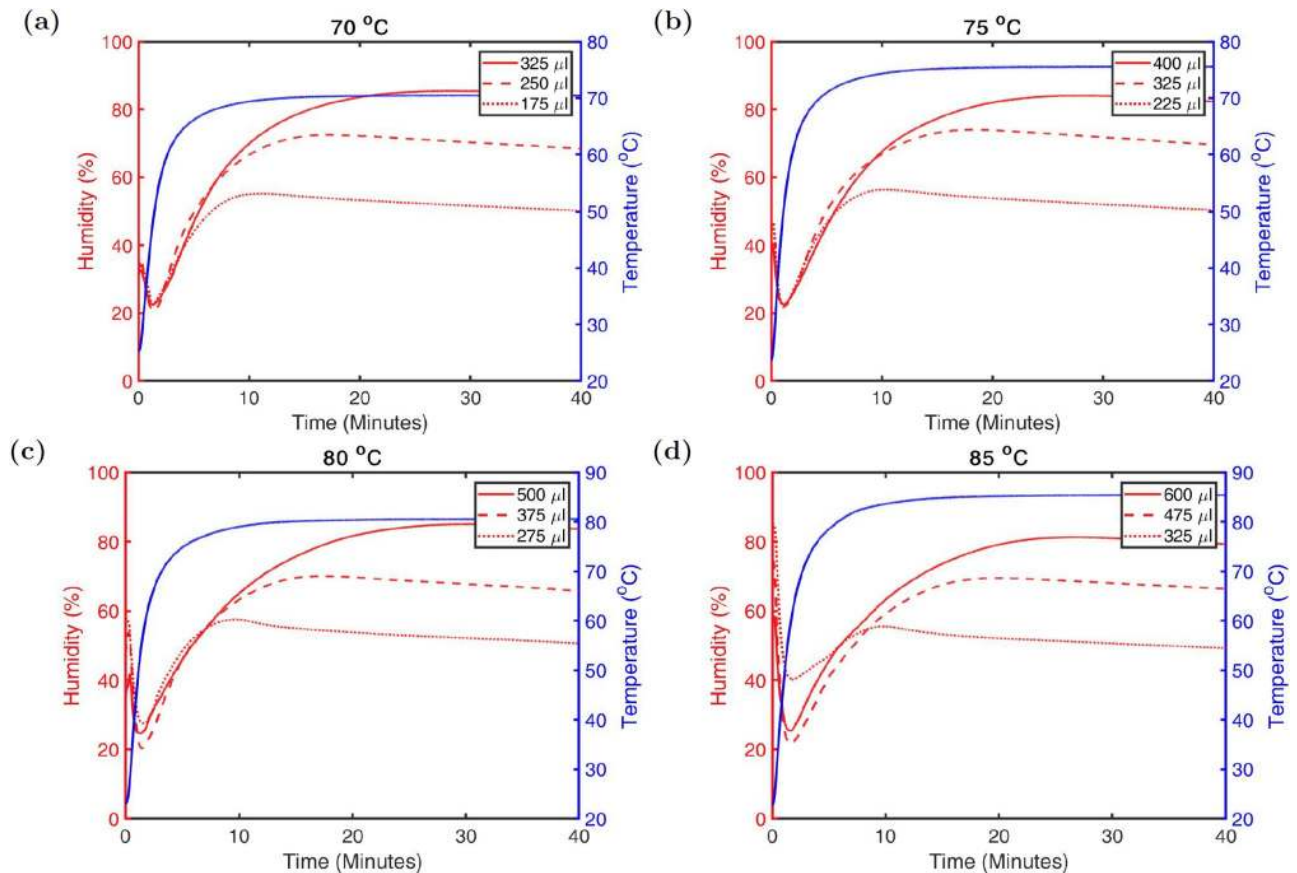 (a)
70 °C
Humidity (%)
100
80
60
40
20
0
325 µl
250 µl
175 µl
80
70
60
50
40
30
20
Temperature (°C)
0
10
20
30
40
Time (Minutes)
(b)
75 °C
Humidity (%)
100
80
60
40
20
0
400 µl
325 µl
225 µl
80
70
60
50
40
30
20
Temperature (°C)
0
10
20
30
40
Time (Minutes)
(c)
80 °C
Humidity (%)
100
80
60
40
20
0
500 µl
375 µl
275 µl
90
80
70
60
50
40
30
20
Temperature (°C)
0
10
20
30
40
Time (Minutes)
(d)
85 °C
Humidity (%)
100
80
60
40
20
0
600 µl
475 µl
325 µl
90
80
70
60
50
40
30
20
Temperature (°C)
0
10
20
30
40
Time (Minutes)